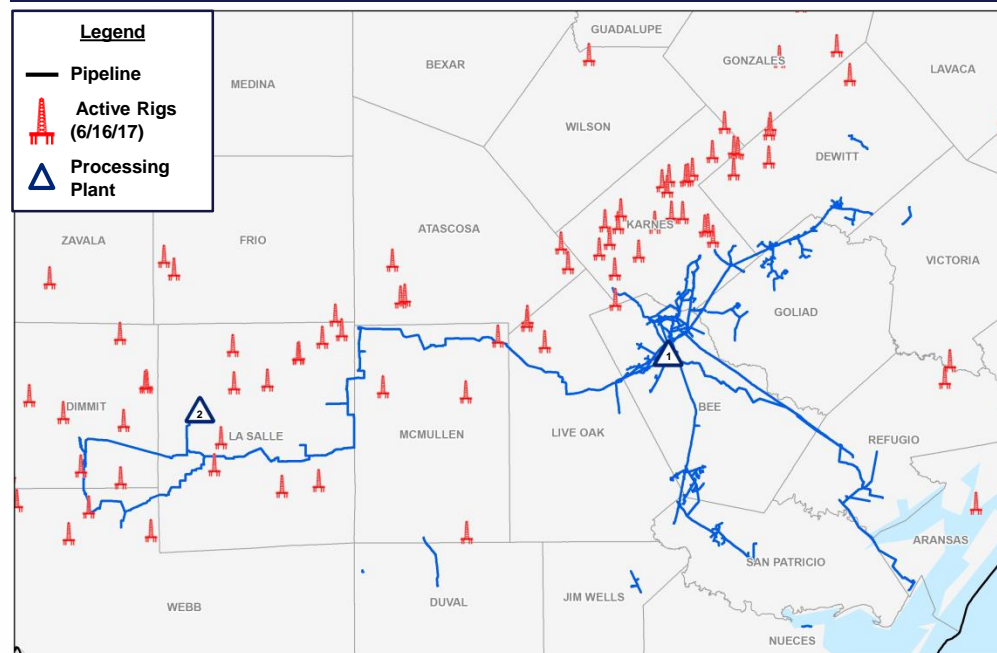 Legend
Pipeline
Active Rigs
(6/16/17)
Processing
Plant
GUADALUPE
BEXAR
GONZALES
LAVACA
MEDINA
WILSON
DEWITT
KARNES
ATASCOSA
ZAVALA
FRIO
VICTORIA
GOLIAD
1
2
DIMMIT
BEE
LA SALLE
MCMULLEN
LIVE OAK
REFUGIO
ARANSAS
SAN PATRICIO
WEBB
DUVAL
JIM WELLS
NUECES